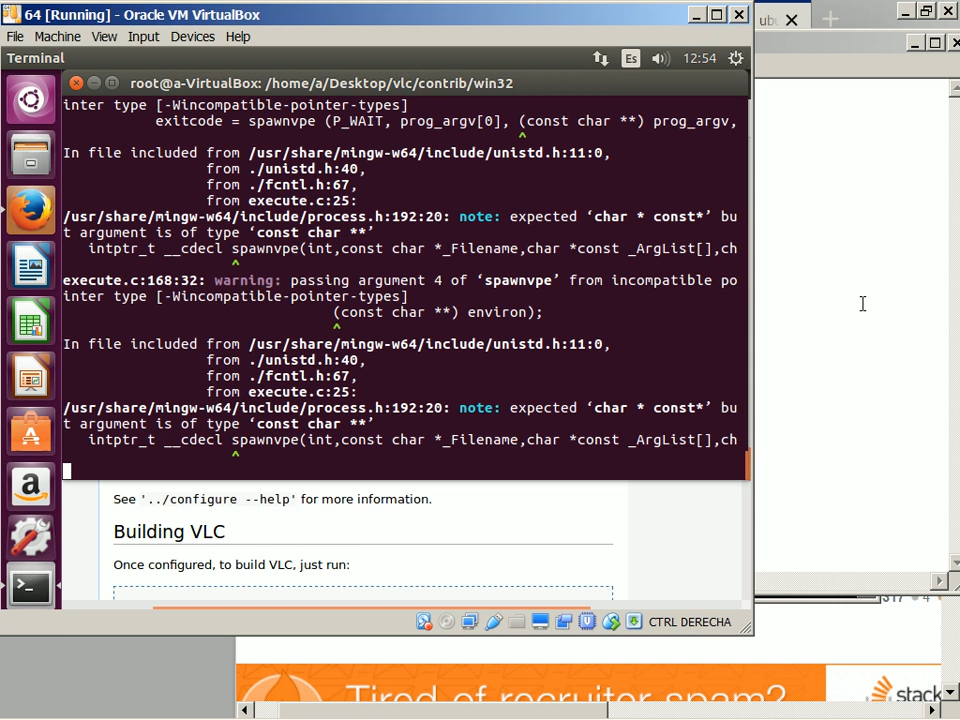 64 [Running] - Oracle VM VirtualBox
ubu
File Machine View Input Devices Help
Terminal
Es
12:54
root@a-VirtualBox: /home/a/Desktop/vlc/contrib/win32
inter type [-Wincompatible-pointer-types]
exitcode = spawnvpe (P_WAIT, prog_argv[0], (const char **) prog_argv,
^
In file included from /usr/share/mingw-w64/include/unistd.h:11:0,
from ./unistd.h:40,
from ./fcntl.h:67,
from execute.c:25:
/usr/share/mingw-w64/include/process.h:192:20: note: expected ‘char * const*’ bu
t argument is of type ‘const char **’
intptr_t __cdecl spawnvpe(int,const char *_Filename,char *const _ArgList[],ch
^
execute.c:168:32: warning: passing argument 4 of ‘spawnvpe’ from incompatible po
inter type [-Wincompatible-pointer-types]
(const char **) environ);
^
In file included from /usr/share/mingw-w64/include/unistd.h:11:0,
from ./unistd.h:40,
from ./fcntl.h:67,
from execute.c:25:
/usr/share/mingw-w64/include/process.h:192:20: note: expected ‘char * const*’ bu
t argument is of type ‘const char **’
intptr_t __cdecl spawnvpe(int,const char *_Filename,char *const _ArgList[],ch
^
See '../configure --help' for more information.
Building VLC
Once configured, to build VLC, just run:
CTRL DERECHA
Tired of recruiter spam?
stack